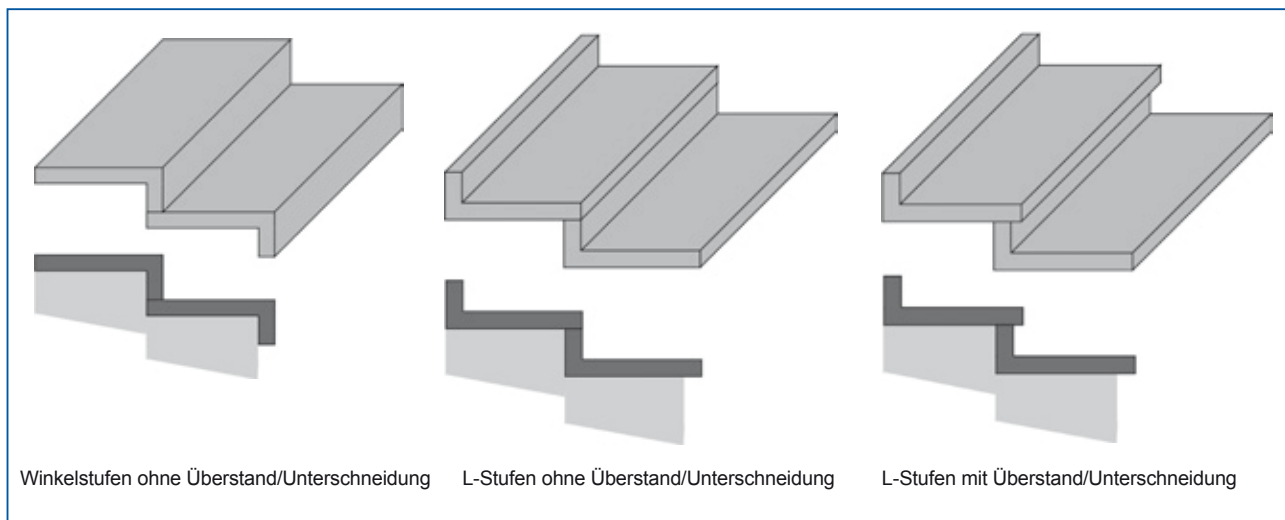 Winkelstufen ohne Überstand/Unterschneidung
L-Stufen ohne Überstand/Unterschneidung
L-Stufen mit Überstand/Unterschneidung